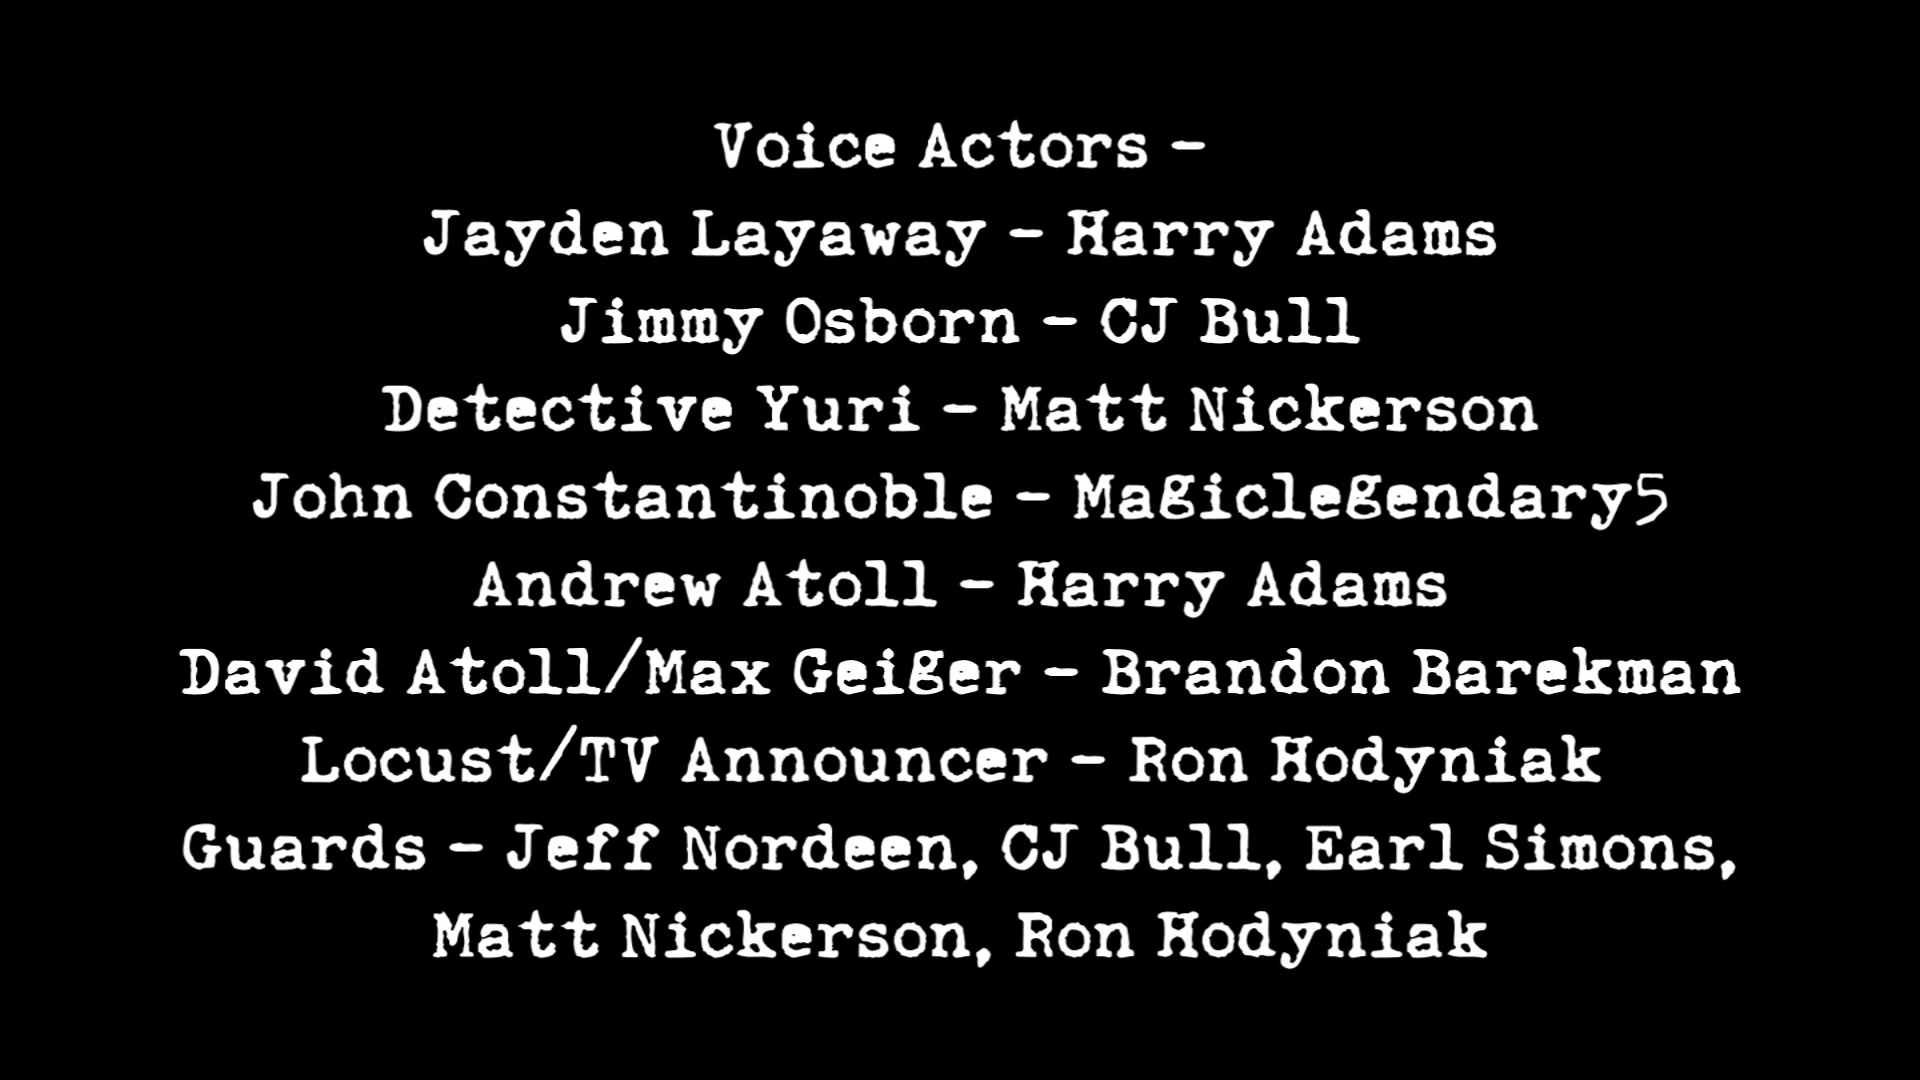 Voice Actors -
Jayden Layaway - Harry Adams
Jimmy Osborn - CJ Bull
Detective Yuri - Matt Nickerson
John Constantinoble - Magiclegendary5
Andrew Atoll - Harry Adams
David Atoll/Max Geiger - Brandon Barekman
Locust/TV Announcer - Ron Hodyniak
Guards - Jeff Nordeen, CJ Bull, Earl Simons,
Matt Nickerson, Ron Hodyniak